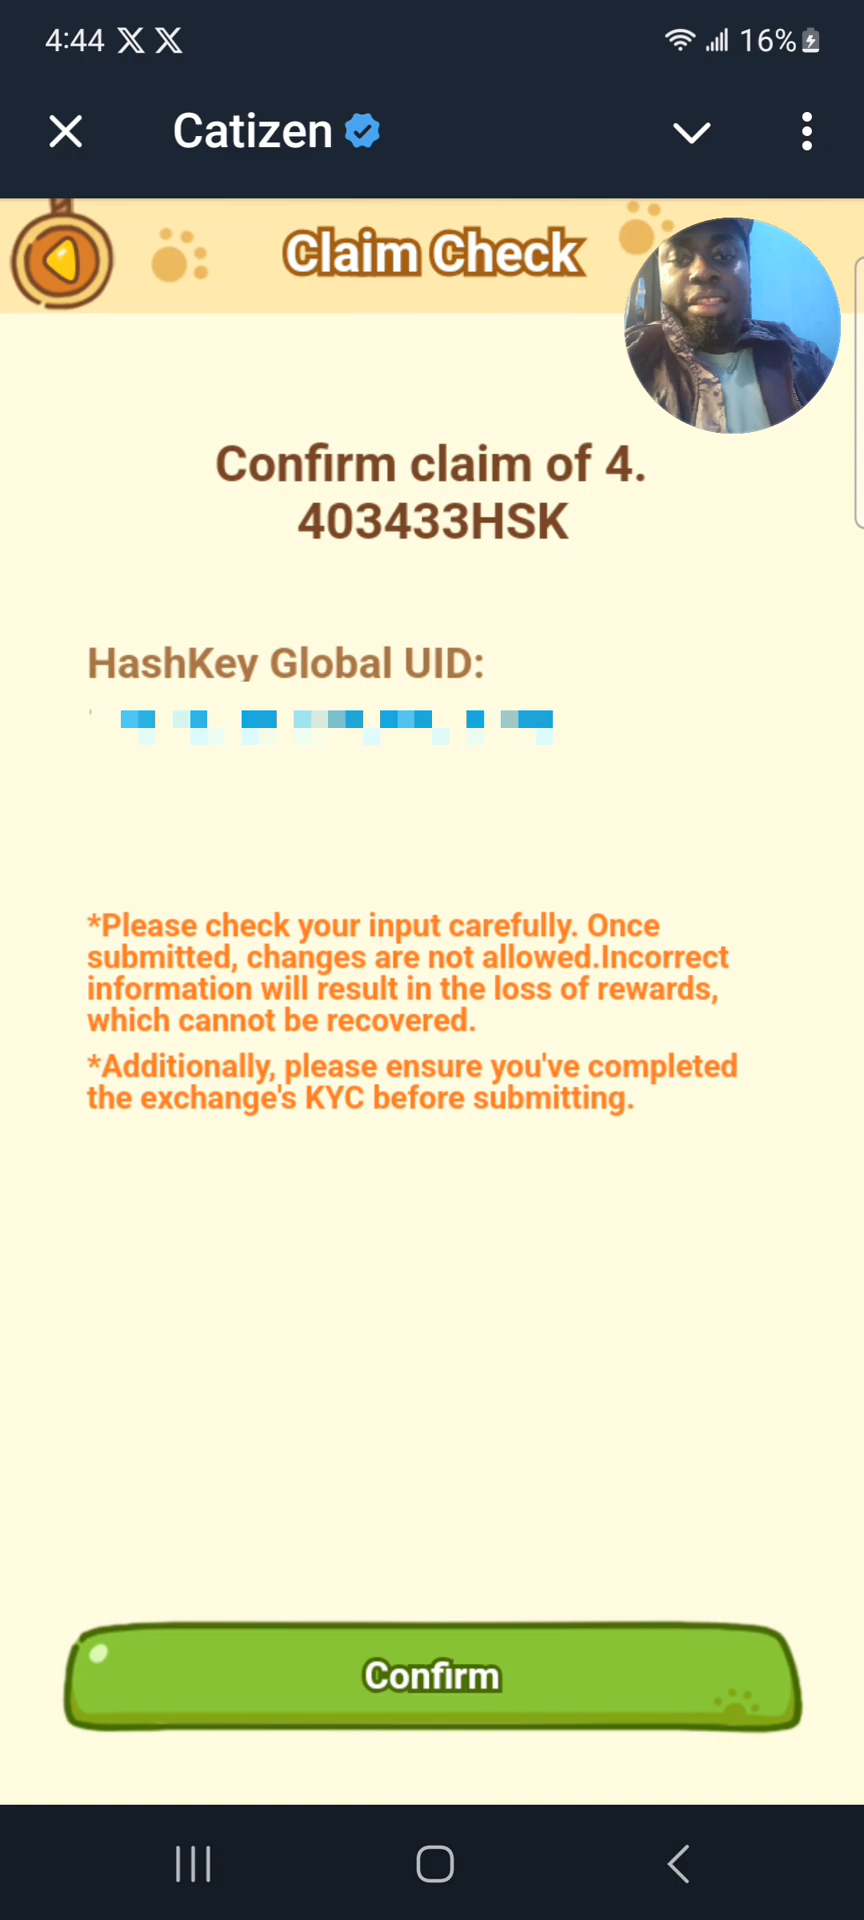 4:44 16%
Catizen
Claim Check
Confirm claim of 4.
403433HSK
HashKey Global UID:
*Please check your input carefully. Once
submitted, changes are not allowed.Incorrect
information will result in the loss of rewards,
which cannot be recovered.
*Additionally, please ensure you've completed
the exchange's KYC before submitting.
Confirm